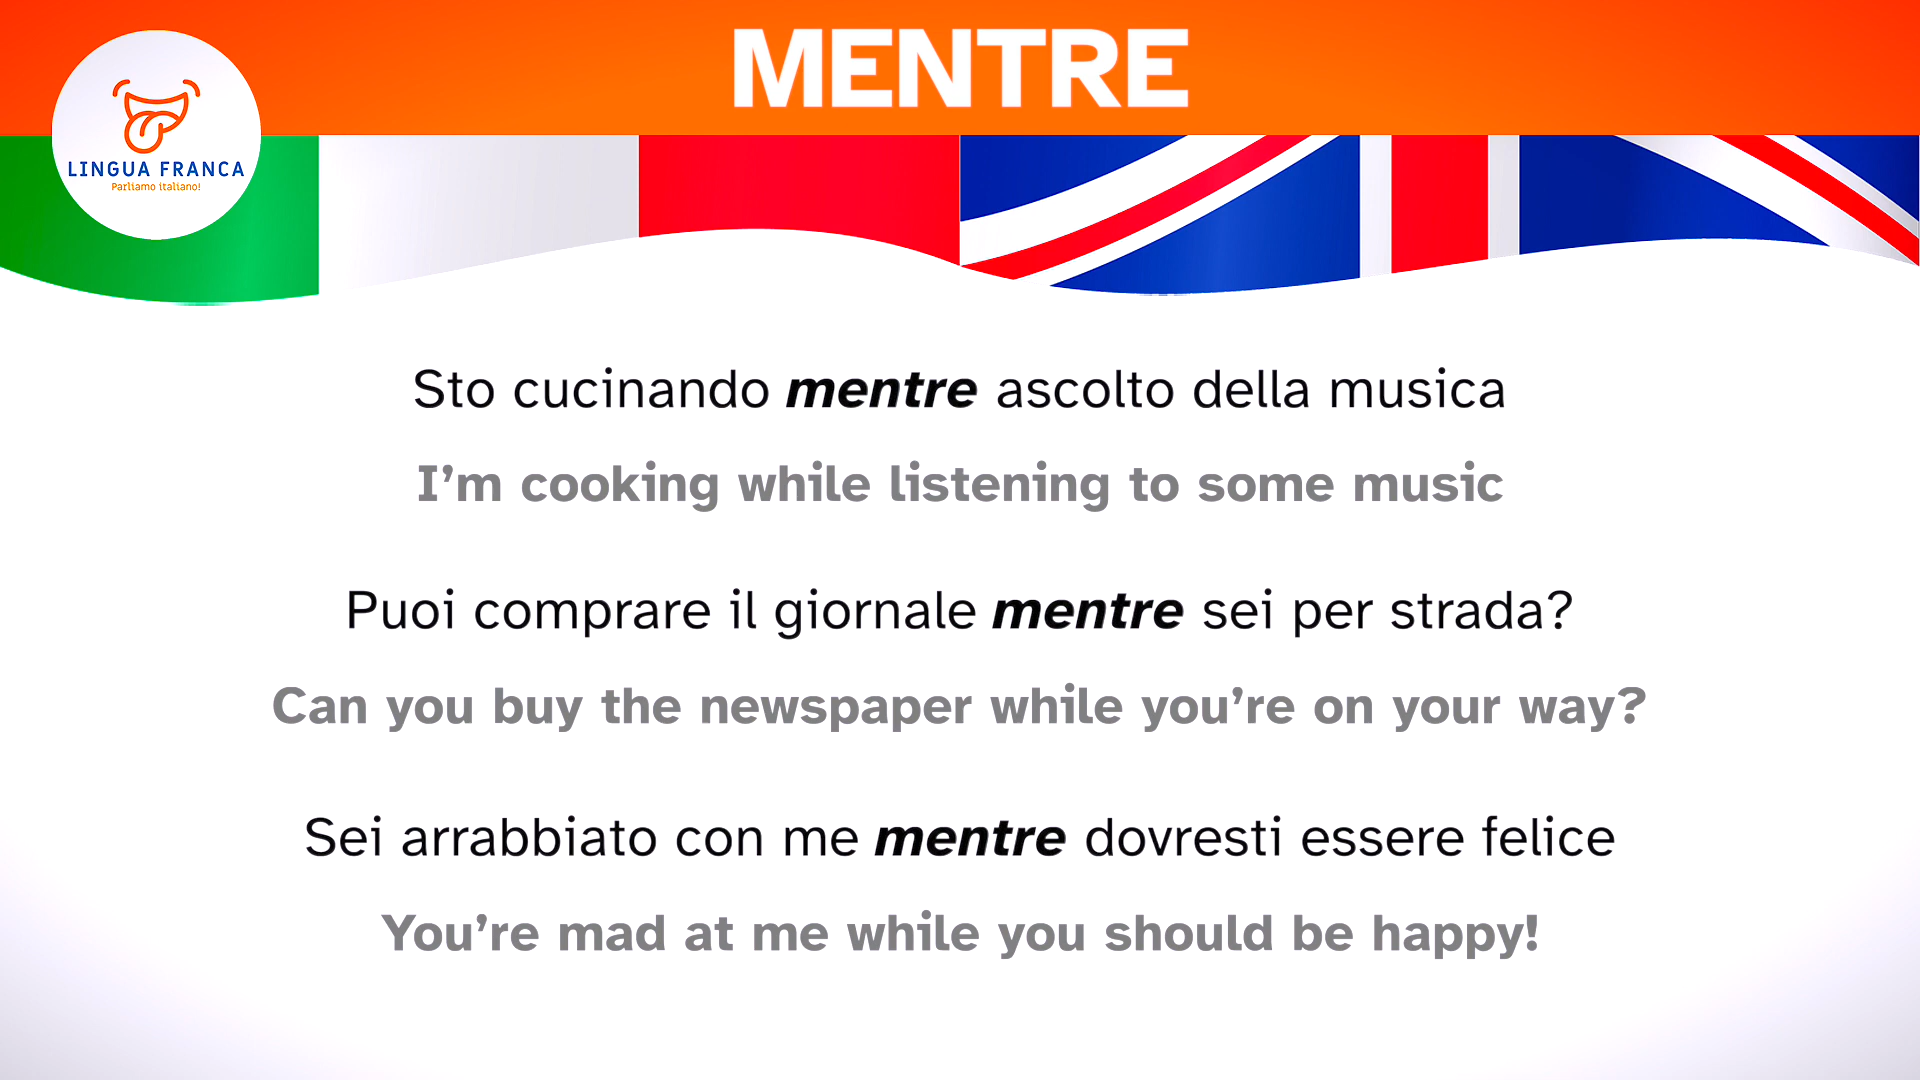 MENTRE
LINGUA FRANCA
Parliamo italiano!
Sto cucinando mentre ascolto della musica
I’m cooking while listening to some music
Puoi comprare il giornale mentre sei per strada?
Can you buy the newspaper while you’re on your way?
Sei arrabbiato con me mentre dovresti essere felice
You’re mad at me while you should be happy!